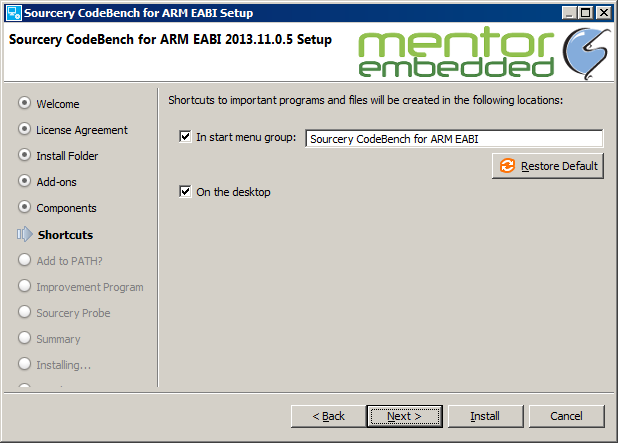 Sourcery CodeBench for ARM EABI Setup
Sourcery CodeBench for ARM EABI 2013.11.0.5 Setup
mentor
embedded
Welcome
License Agreement
Install Folder
Add-ons
Components
Shortcuts
Add to PATH?
Improvement Program
Sourcery Probe
Summary
Installing...
Shortcuts to important programs and files will be created in the following locations:
In start menu group: Sourcery CodeBench for ARM EABI
Restore Default
On the desktop
< Back Next > Install Cancel